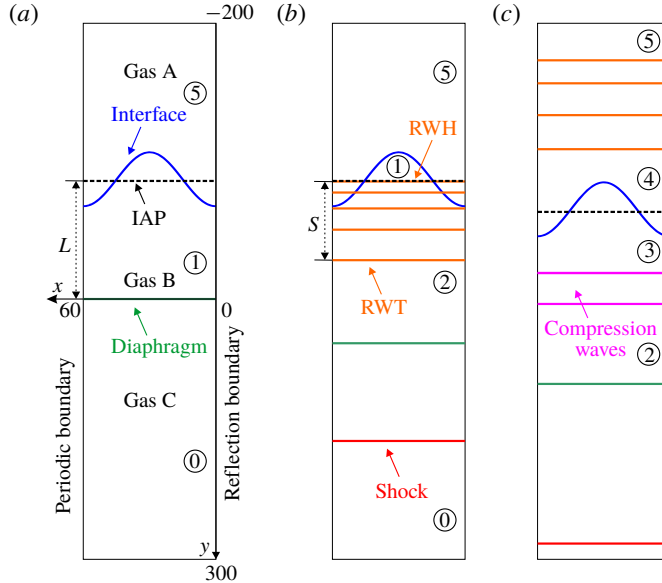 (a)
−200
Gas A
⑤
Interface
IAP
L
①
Gas B
x
60
0
Diaphragm
Gas C
Periodic boundary
Reflection boundary
⓪
y
300
(b)
⑤
RWH
①
S
②
RWT
Shock
⓪
(c)
⑤
④
③
Compression
waves
②